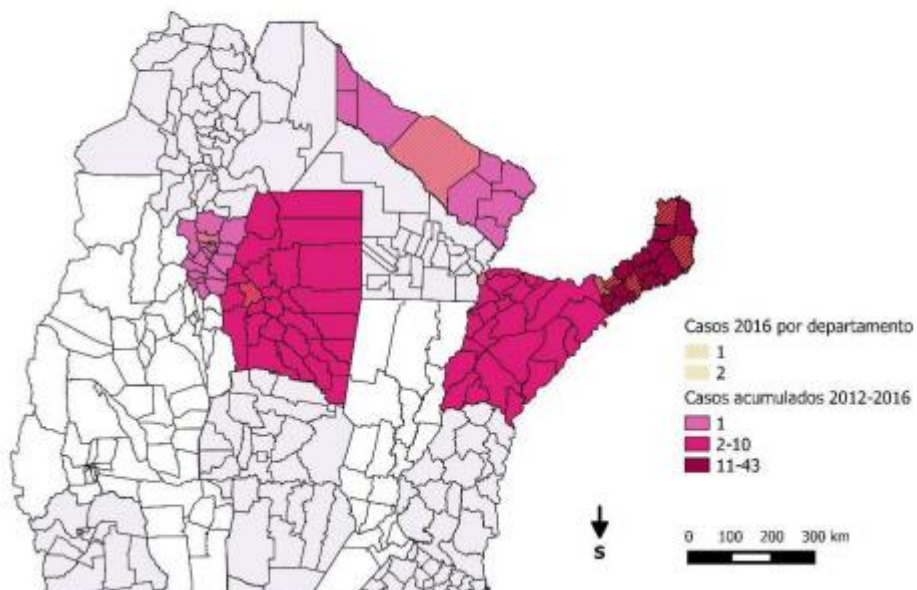 Casos 2016 por departamento
1
2
Casos acumulados 2012-2016
1
2-10
11-43
S
0 100 200 300 km